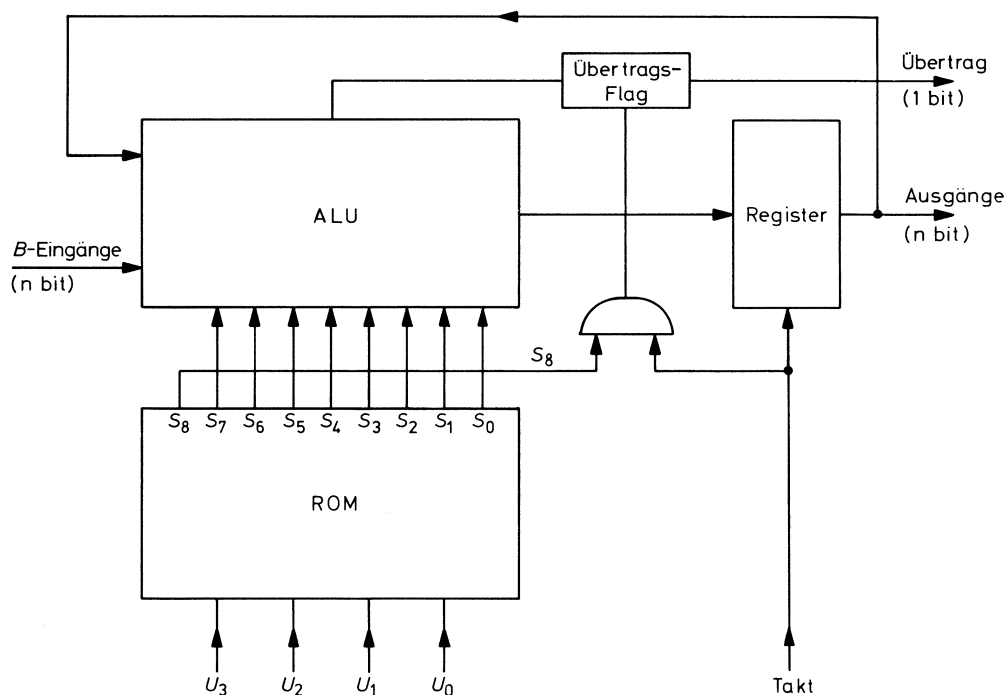 Übertrags-
Flag
Übertrag
(1 bit)
ALU
Register
Ausgänge
(n bit)
B-Eingänge
(n bit)
S8
S8 S7 S6 S5 S4 S3 S2 S1 S0
ROM
U3 U2 U1 U0 Takt